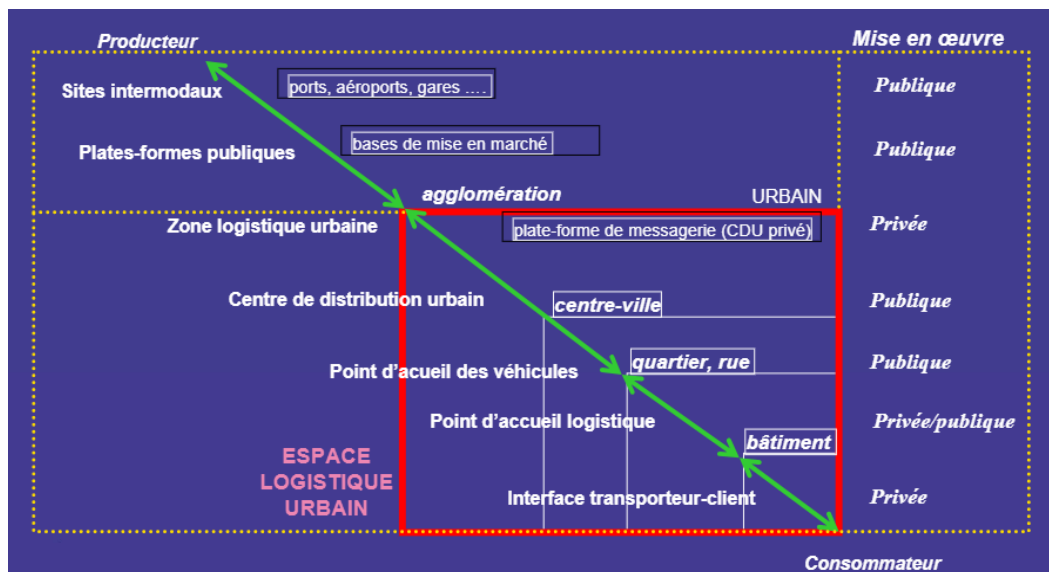 Producteur
Mise en œuvre
Sites intermodaux
ports, aéroports, gares ….
Publique
Plates-formes publiques
bases de mise en marché
Publique
agglomération
URBAIN
Zone logistique urbaine
plate-forme de messagerie (CDU privé)
Privée
Centre de distribution urbain
centre-ville
Publique
Point d’acueil des véhicules
quartier, rue
Publique
Point d’accueil logistique
bâtiment
Privée/publique
ESPACE
LOGISTIQUE
URBAIN
Interface transporteur-client
Privée
Consommateur